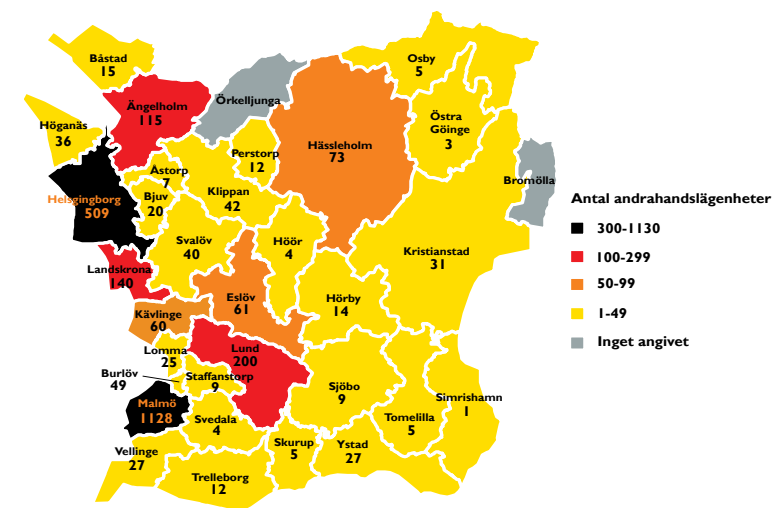 Båstad
15
Osby
5
Ängelholm
115
Örkelljunga
Östra
Göinge
3
Höganäs
36
Hässleholm
73
Perstorp
12
Åstorp
7
Bromölla
Klippan
42
Bjuv
20
Helsgingborg
509
Antal andrahandslägenheter
300-1130
100-299
50-99
1-49
Inget angivet
Svalöv
40
Höör
4
Kristianstad
31
Landskrona
140
Eslöv
61
Hörby
14
Kävlinge
60
Lomma
25
Lund
200
Burlöv
49
Staffanstorp
9
Sjöbo
9
Simrishamn
1
Malmö
1128
Svedala
4
Tomelilla
5
Skurup
5
Ystad
27
Vellinge
27
Trelleborg
12